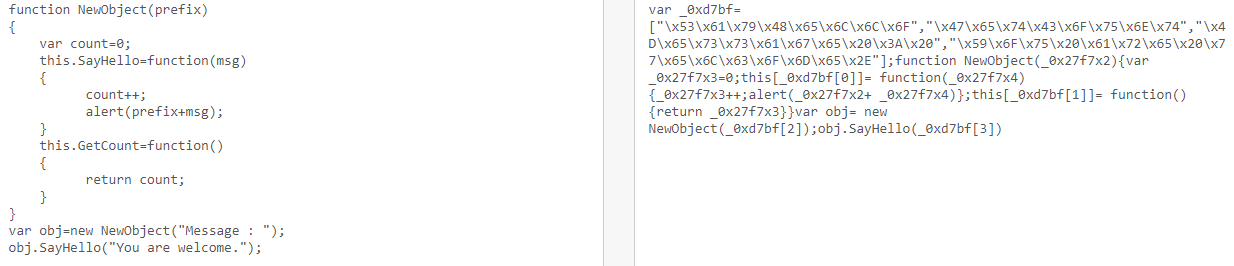 function NewObject(prefix)
{
    var count=0;
    this.SayHello=function(msg)
    {
          count++;
          alert(prefix+msg);
    }
    this.GetCount=function()
    {
          return count;
    }
}
var obj=new NewObject("Message : ");
obj.SayHello("You are welcome.");
var _0xd7bf=
["\x53\x61\x79\x48\x65\x6C\x6C\x6F","\x47\x65\x74\x43\x6F\x75\x6E\x74","\x4
D\x65\x73\x73\x61\x67\x65\x20\x3A\x20","\x59\x6F\x75\x20\x61\x72\x65\x20\x7
7\x65\x6C\x63\x6F\x6D\x65\x2E"];function NewObject(_0x27f7x2){var
_0x27f7x3=0;this[_0xd7bf[0]]= function(_0x27f7x4)
{_0x27f7x3++;alert(_0x27f7x2+ _0x27f7x4)};this[_0xd7bf[1]]= function()
{return _0x27f7x3}}var obj= new
NewObject(_0xd7bf[2]);obj.SayHello(_0xd7bf[3])